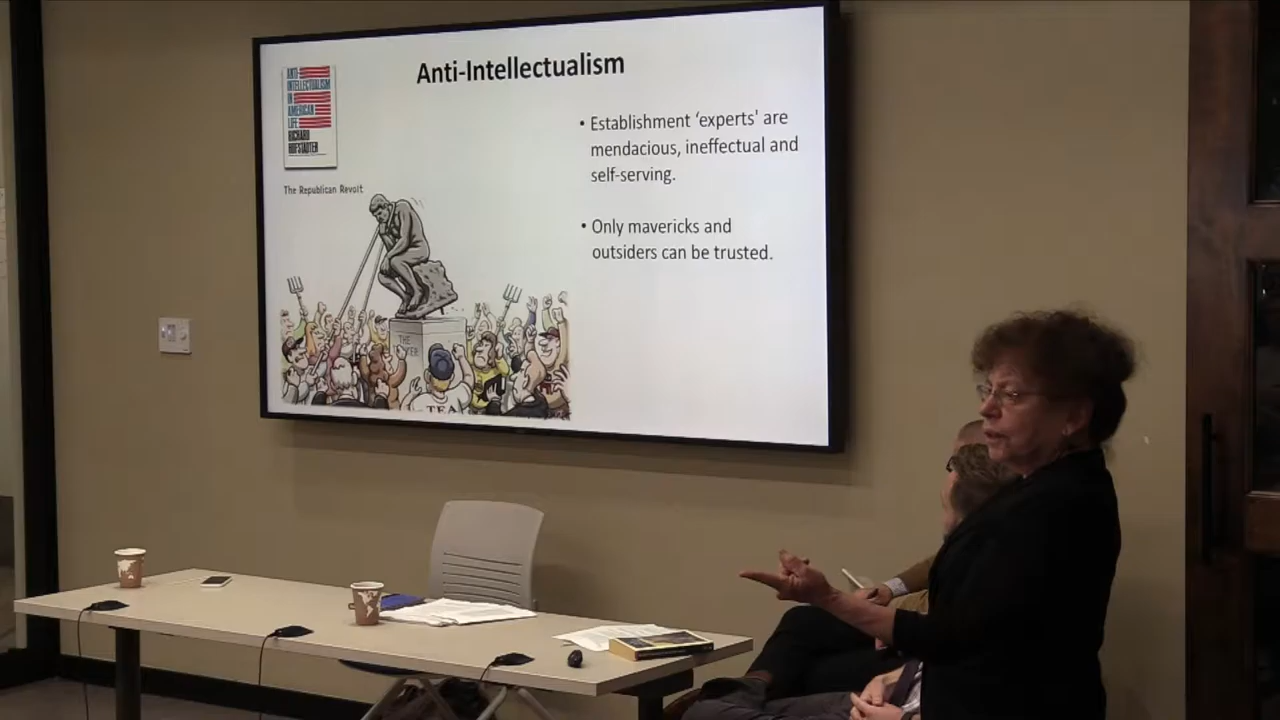 Anti-Intellectualism
ANTI-
INTELLECTUALISM
IN
AMERICAN
LIFE
RICHARD
HOFSTADTER
• Establishment ‘experts’ are
mendacious, ineffectual and
self-serving.
• Only mavericks and
outsiders can be trusted.
The Republican Revolt
THE
TEA